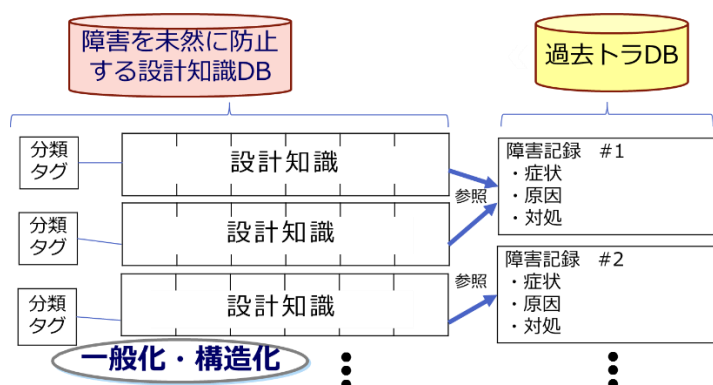 障害を未然に防止
する設計知識DB
過去トラDB
分類
タグ
設計知識
参照
障害記録 #1
・症状
・原因
・対処
分類
タグ
設計知識
分類
タグ
設計知識
参照
障害記録 #2
・症状
・原因
・対処
一般化・構造化